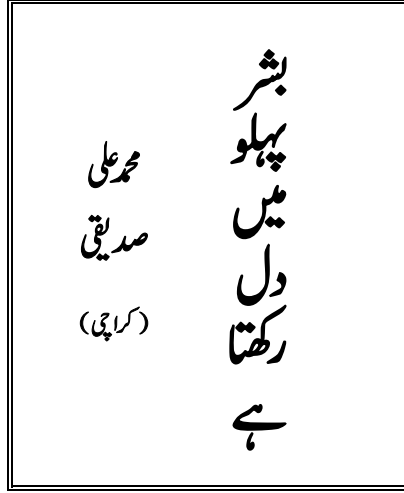 بشر
پہلو
میں
دل
رکھتا
ہے
محمد علی
صدیقی
(کراچی)